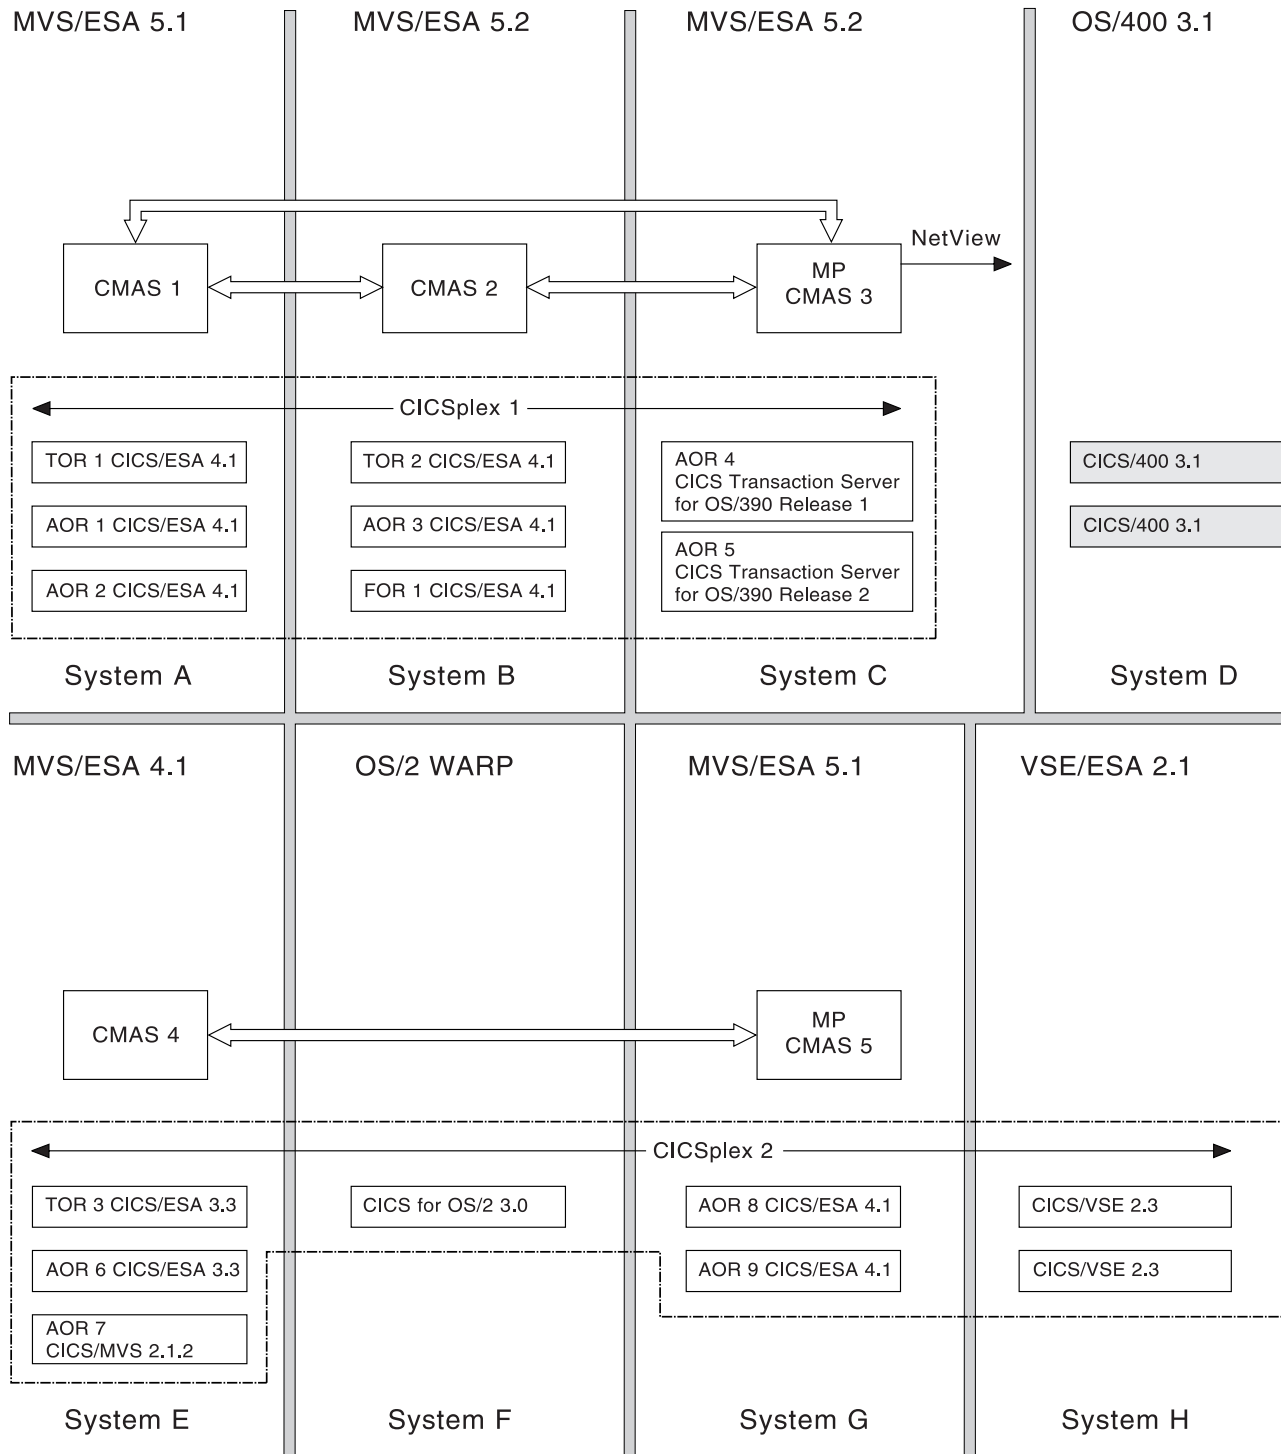 MVS/ESA 5.1
MVS/ESA 5.2
MVS/ESA 5.2
OS/400 3.1
NetView
CMAS 1
CMAS 2
MP
CMAS 3
CICSplex 1
TOR 1 CICS/ESA 4.1
AOR 1 CICS/ESA 4.1
AOR 2 CICS/ESA 4.1
TOR 2 CICS/ESA 4.1
AOR 3 CICS/ESA 4.1
FOR 1 CICS/ESA 4.1
AOR 4
CICS Transaction Server
for OS/390 Release 1
AOR 5
CICS Transaction Server
for OS/390 Release 2
CICS/400 3.1
CICS/400 3.1
System A
System B
System C
System D
MVS/ESA 4.1
OS/2 WARP
MVS/ESA 5.1
VSE/ESA 2.1
CMAS 4
MP
CMAS 5
CICSplex 2
TOR 3 CICS/ESA 3.3
AOR 6 CICS/ESA 3.3
AOR 7
CICS/MVS 2.1.2
CICS for OS/2 3.0
AOR 8 CICS/ESA 4.1
AOR 9 CICS/ESA 4.1
CICS/VSE 2.3
CICS/VSE 2.3
System E
System F
System G
System H